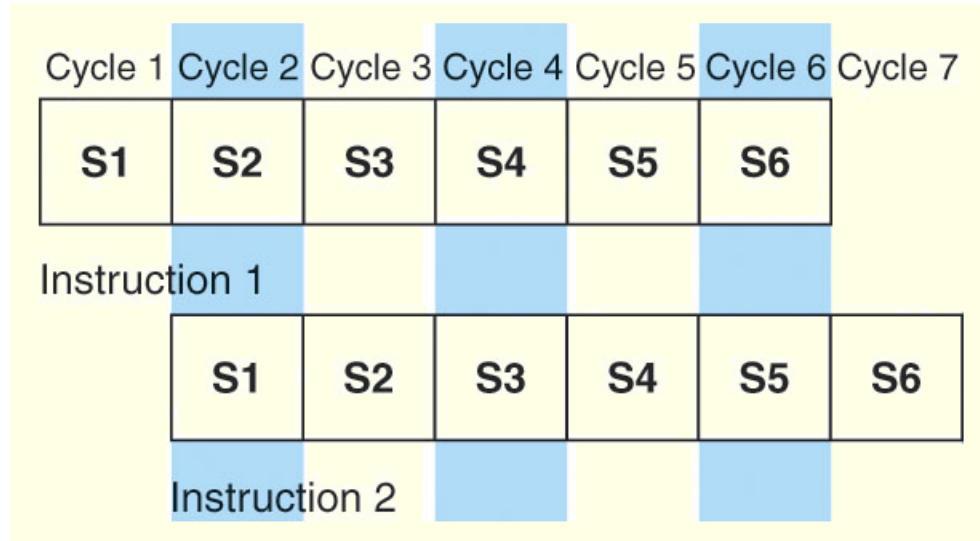 Cycle 1 Cycle 2 Cycle 3 Cycle 4 Cycle 5 Cycle 6 Cycle 7
S1 S2 S3 S4 S5 S6
Instruction 1
S1 S2 S3 S4 S5 S6
Instruction 2